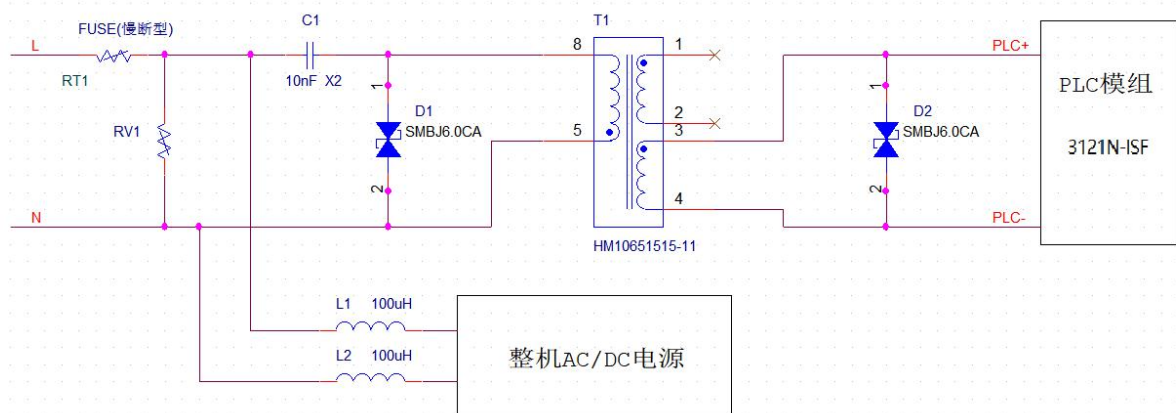 FUSE(慢断型)
C1
T1
L
8
1
PLC+
RT1
10nF X2
1
D1
SMBJ6.0CA
2
1
D2
SMBJ6.0CA
PLC模组
3121N-ISF
RV1
5
2
3
2
4
2
N
PLC-
HM10651515-11
L1 100uH
L2 100uH
整机AC/DC电源